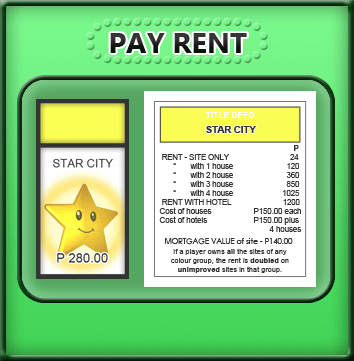 PAY RENT
STAR CITY
P 280.00
TITLE DEED
STAR CITY
P
RENT - SITE ONLY 24
" with 1 house 120
" with 2 house 360
" with 3 house 850
" with 4 house 1025
RENT WITH HOTEL 1200
Cost of houses P150.00 each
Cost of hotels P150.00 plus
4 houses
MORTGAGE VALUE of site - P140.00
If a player owns all the sites of any
colour group, the rent is doubled on
unimproved sites in that group.